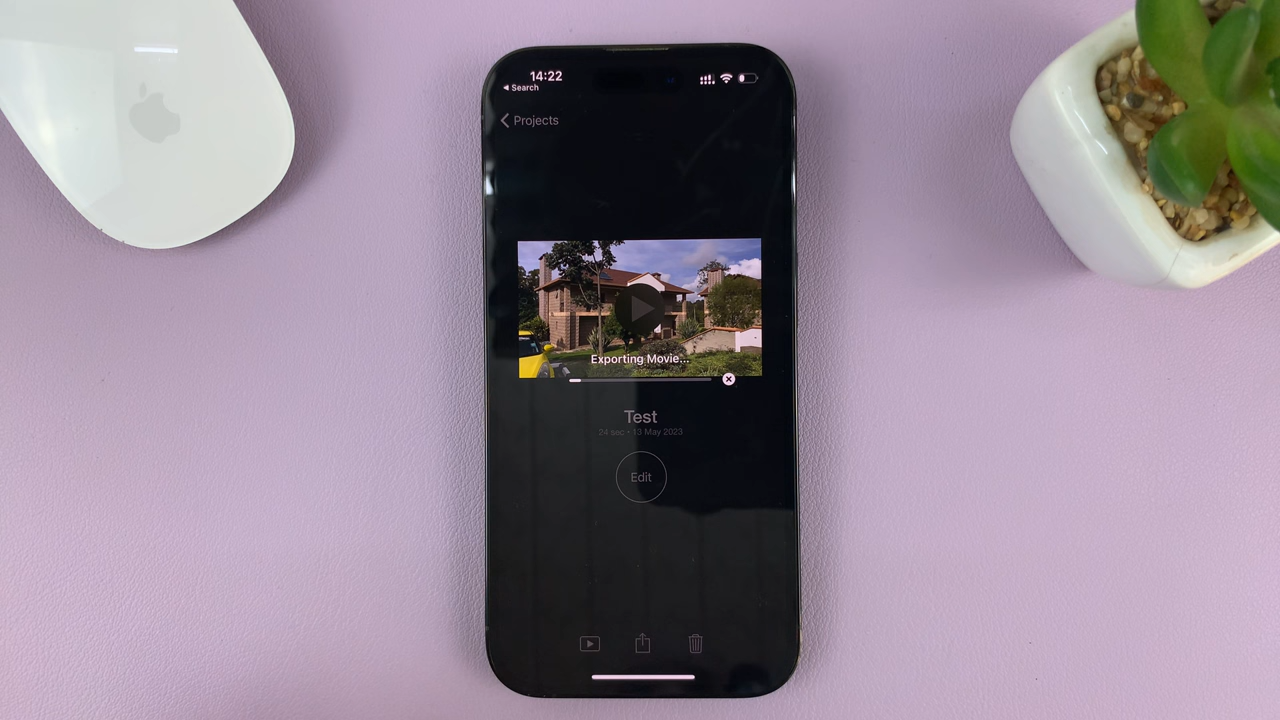 14:22
Search
Projects
Exporting Movie...
Test
24 sec • 13 May 2023
Edit